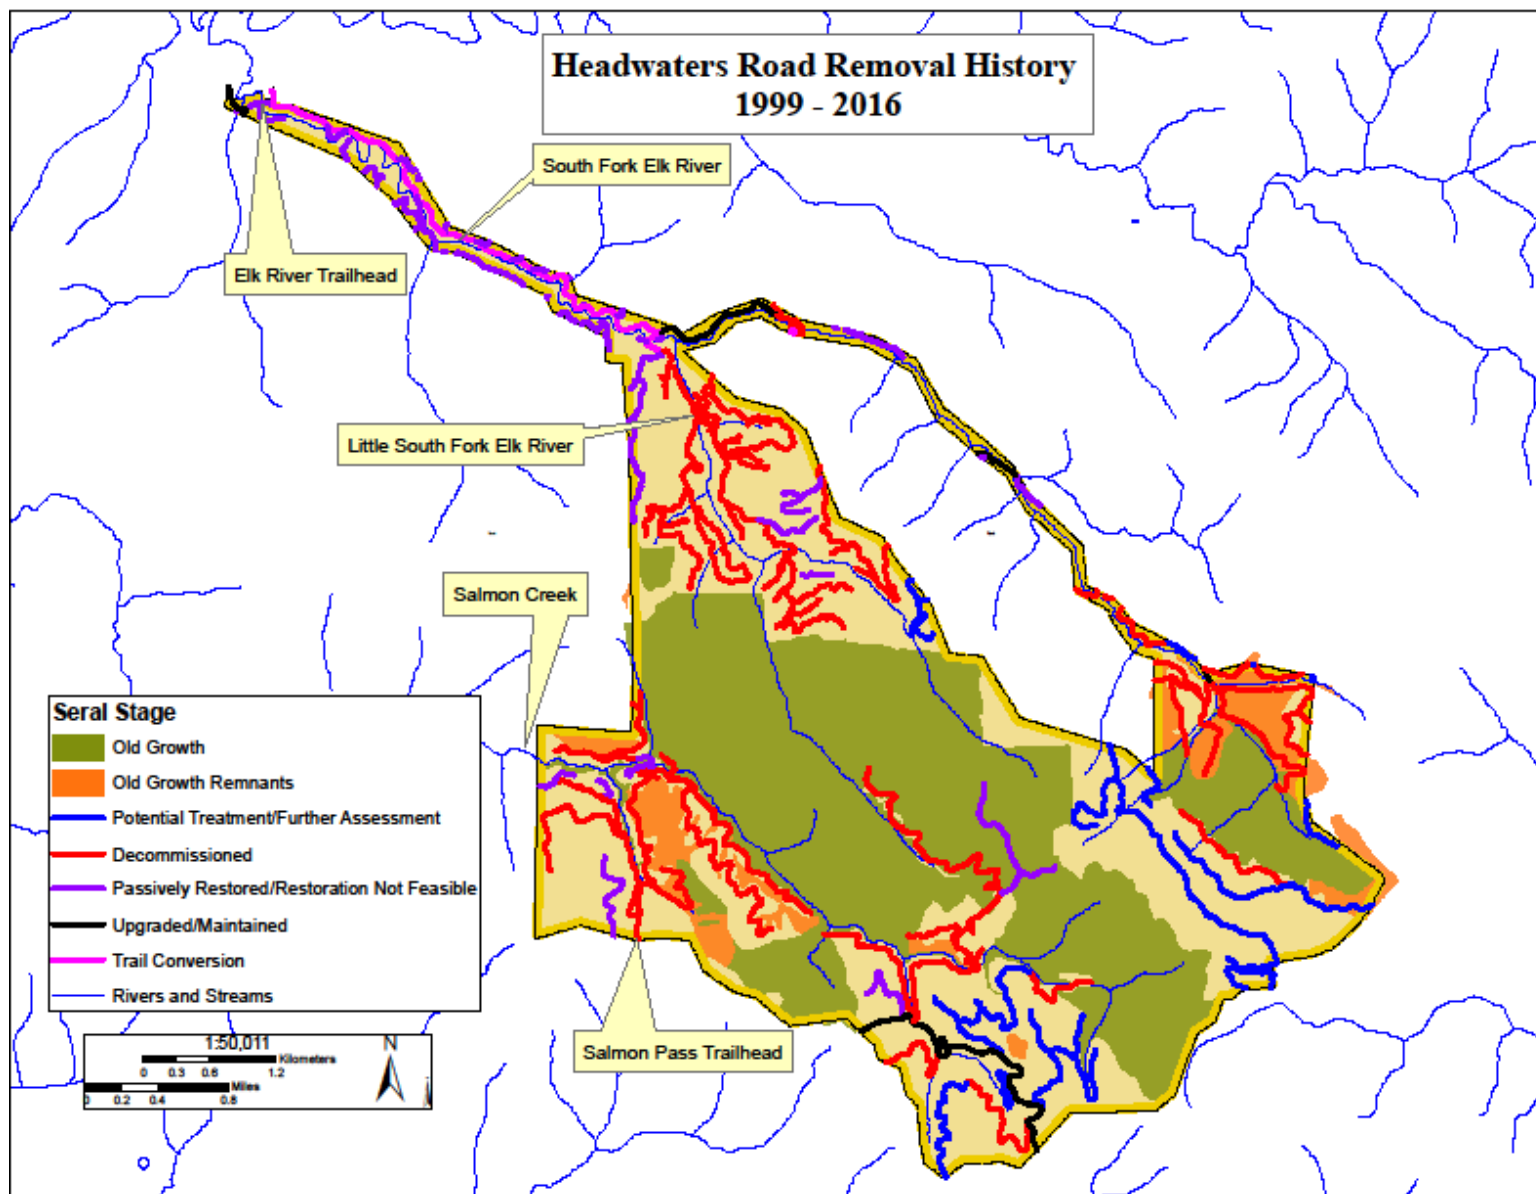 Headwaters Road Removal History
1999 - 2016
South Fork Elk River
Elk River Trailhead
Little South Fork Elk River
Salmon Creek
Seral Stage
Old Growth
Old Growth Remnants
Potential Treatment/Further Assessment
Decommissioned
Passively Restored/Restoration Not Feasible
Upgraded/Maintained
Trail Conversion
Rivers and Streams
Salmon Pass Trailhead
1:50,011
N
Kilometers
0 0.3 0.6 1.2
Miles
0 0.2 0.4 0.8